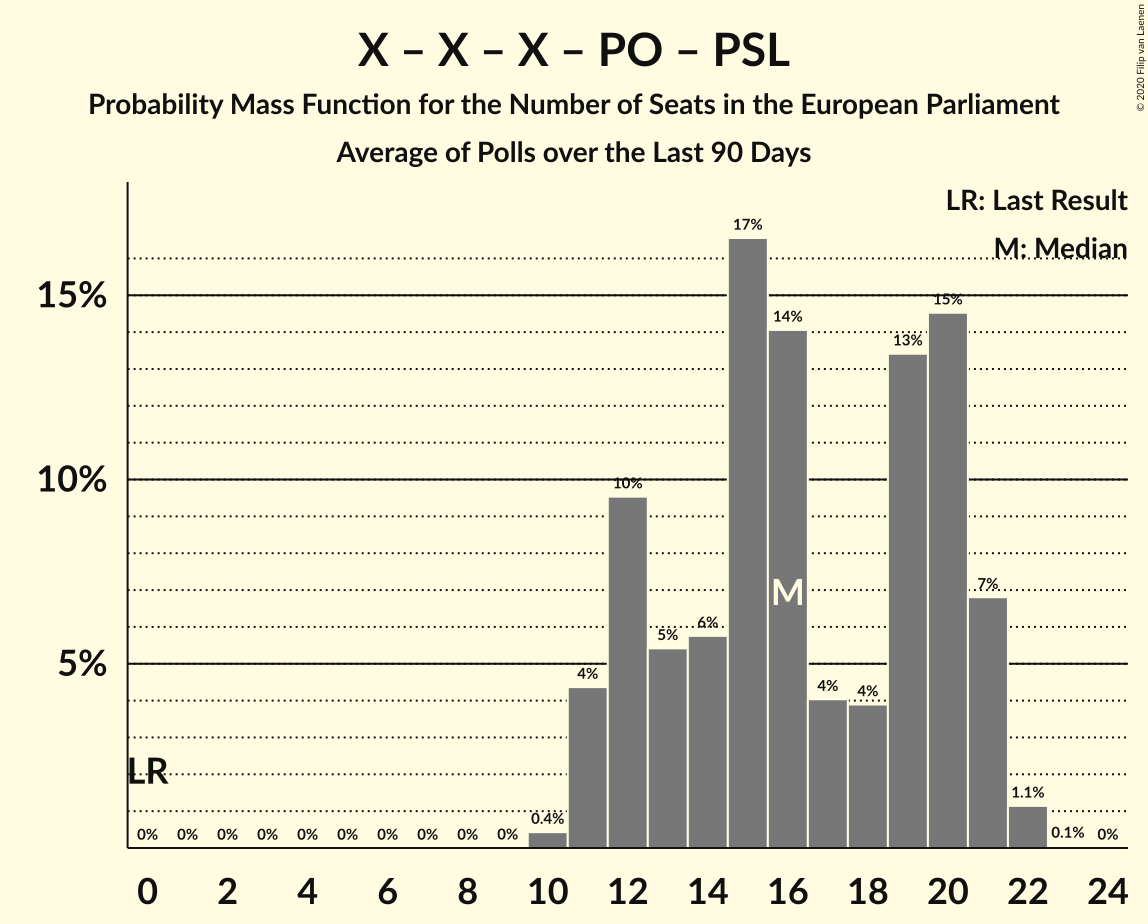 X – X – X – PO – PSL
Probability Mass Function for the Number of Seats in the European Parliament
Average of Polls over the Last 90 Days
© 2020 Filip van Laenen
LR: Last Result
M: Median
15%
10%
5%
17%
14%
15%
13%
10%
5%
6%
4%
4%
4%
7%
M
LR
0% 0% 0% 0% 0% 0% 0% 0% 0% 0% 0.4% 1.1% 0.1% 0%
0 2 4 6 8 10 12 14 16 18 20 22 24